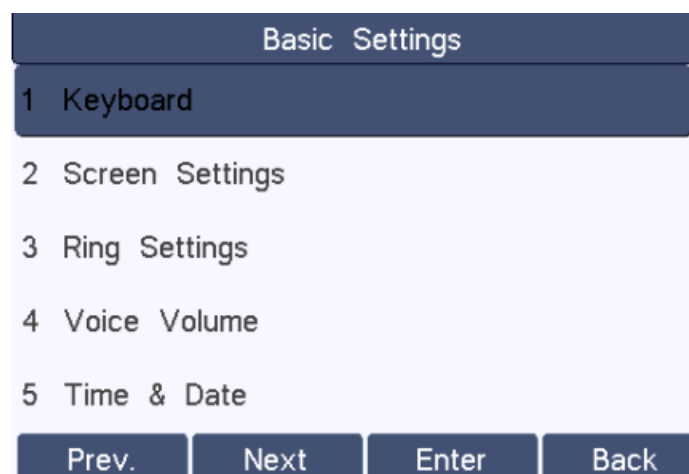 Basic Settings
1 Keyboard
2 Screen Settings
3 Ring Settings
4 Voice Volume
5 Time & Date
Prev. Next Enter Back